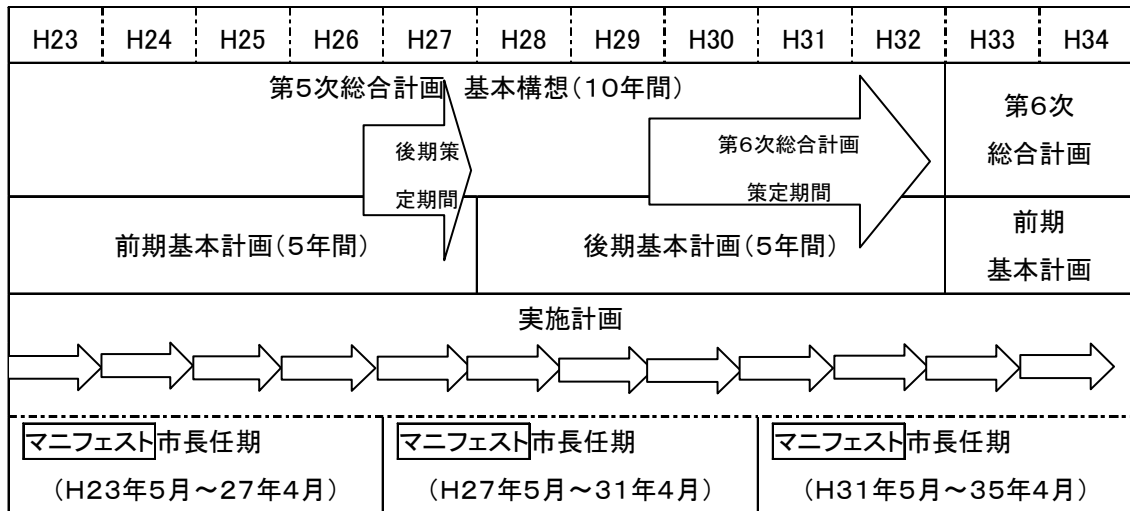 H23 H24 H25 H26 H27 H28 H29 H30 H31 H32 H33 H34
第5次総合計画 基本構想（10年間）
後期策
定期間
第6次総合計画
策定期間
第6次
総合計画
前期基本計画（5年間）
後期基本計画（5年間）
前期
基本計画
実施計画
マニフェスト市長任期
（H23年5月～27年4月）
マニフェスト市長任期
（H27年5月～31年4月）
マニフェスト市長任期
（H31年5月～35年4月）